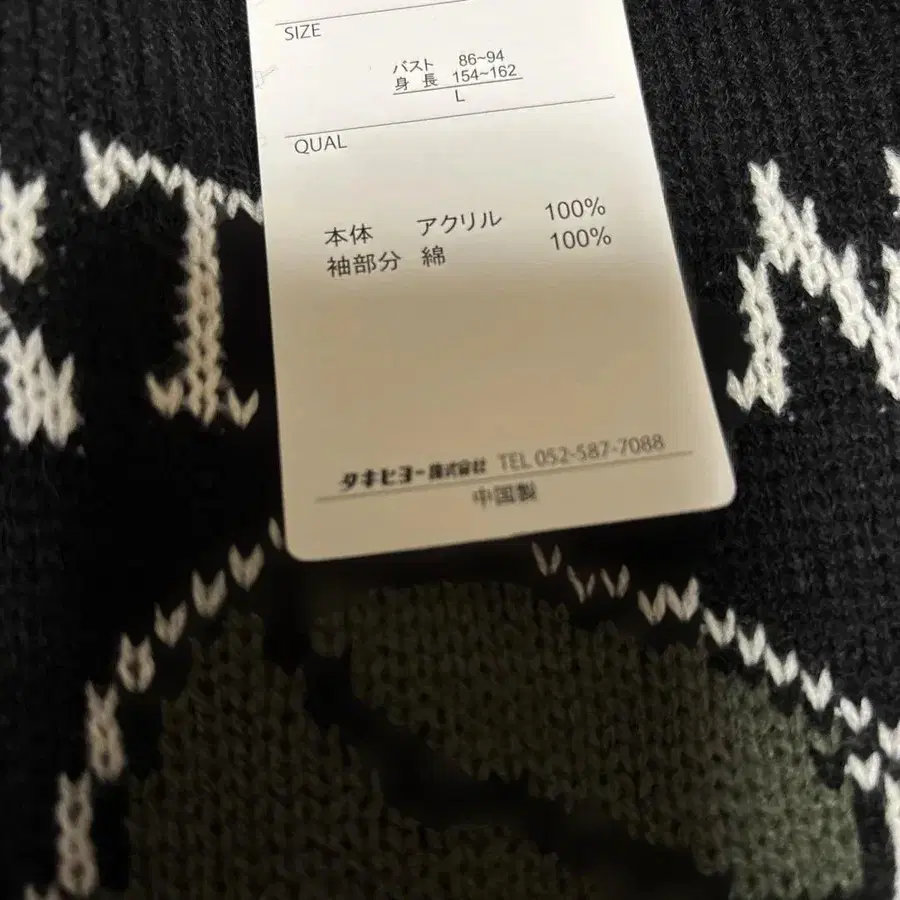 SIZE
バスト 86~94
身 長 154~162
L
QUAL
本体 アクリル 100%
袖部分 綿 100%
タキヒヨー株式会社 TEL 052-587-7088
中国製